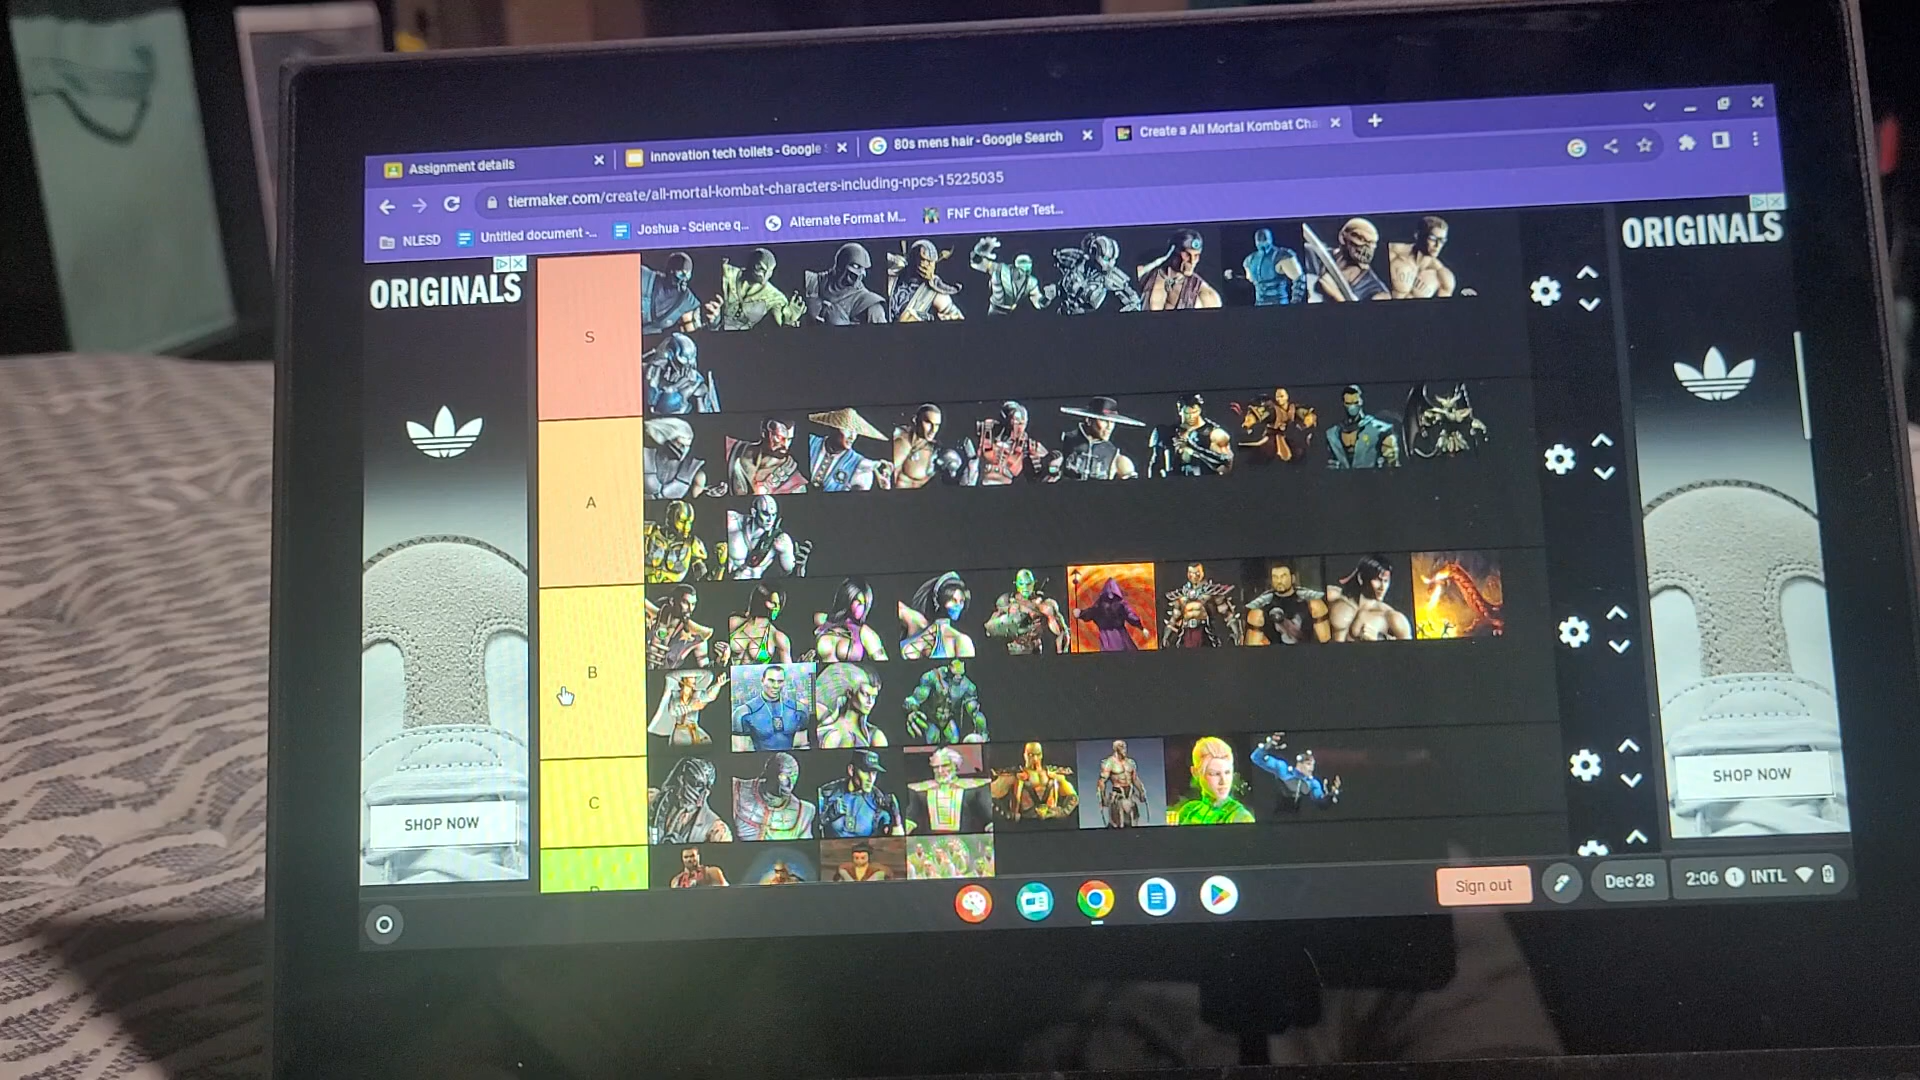 Assignment details
innovation tech toilets - Google S
80s mens hair - Google Search
Create a All Mortal Kombat Cha
tiermaker.com/create/all-mortal-kombat-characters-including-npcs-15225035
NLESD
Untitled document -...
Joshua - Science q...
Alternate Format M...
FNF Character Test...
ORIGINALS
ORIGINALS
S
A
B
C
D
SHOP NOW
SHOP NOW
Sign out
Dec 28
2:06
1
INTL